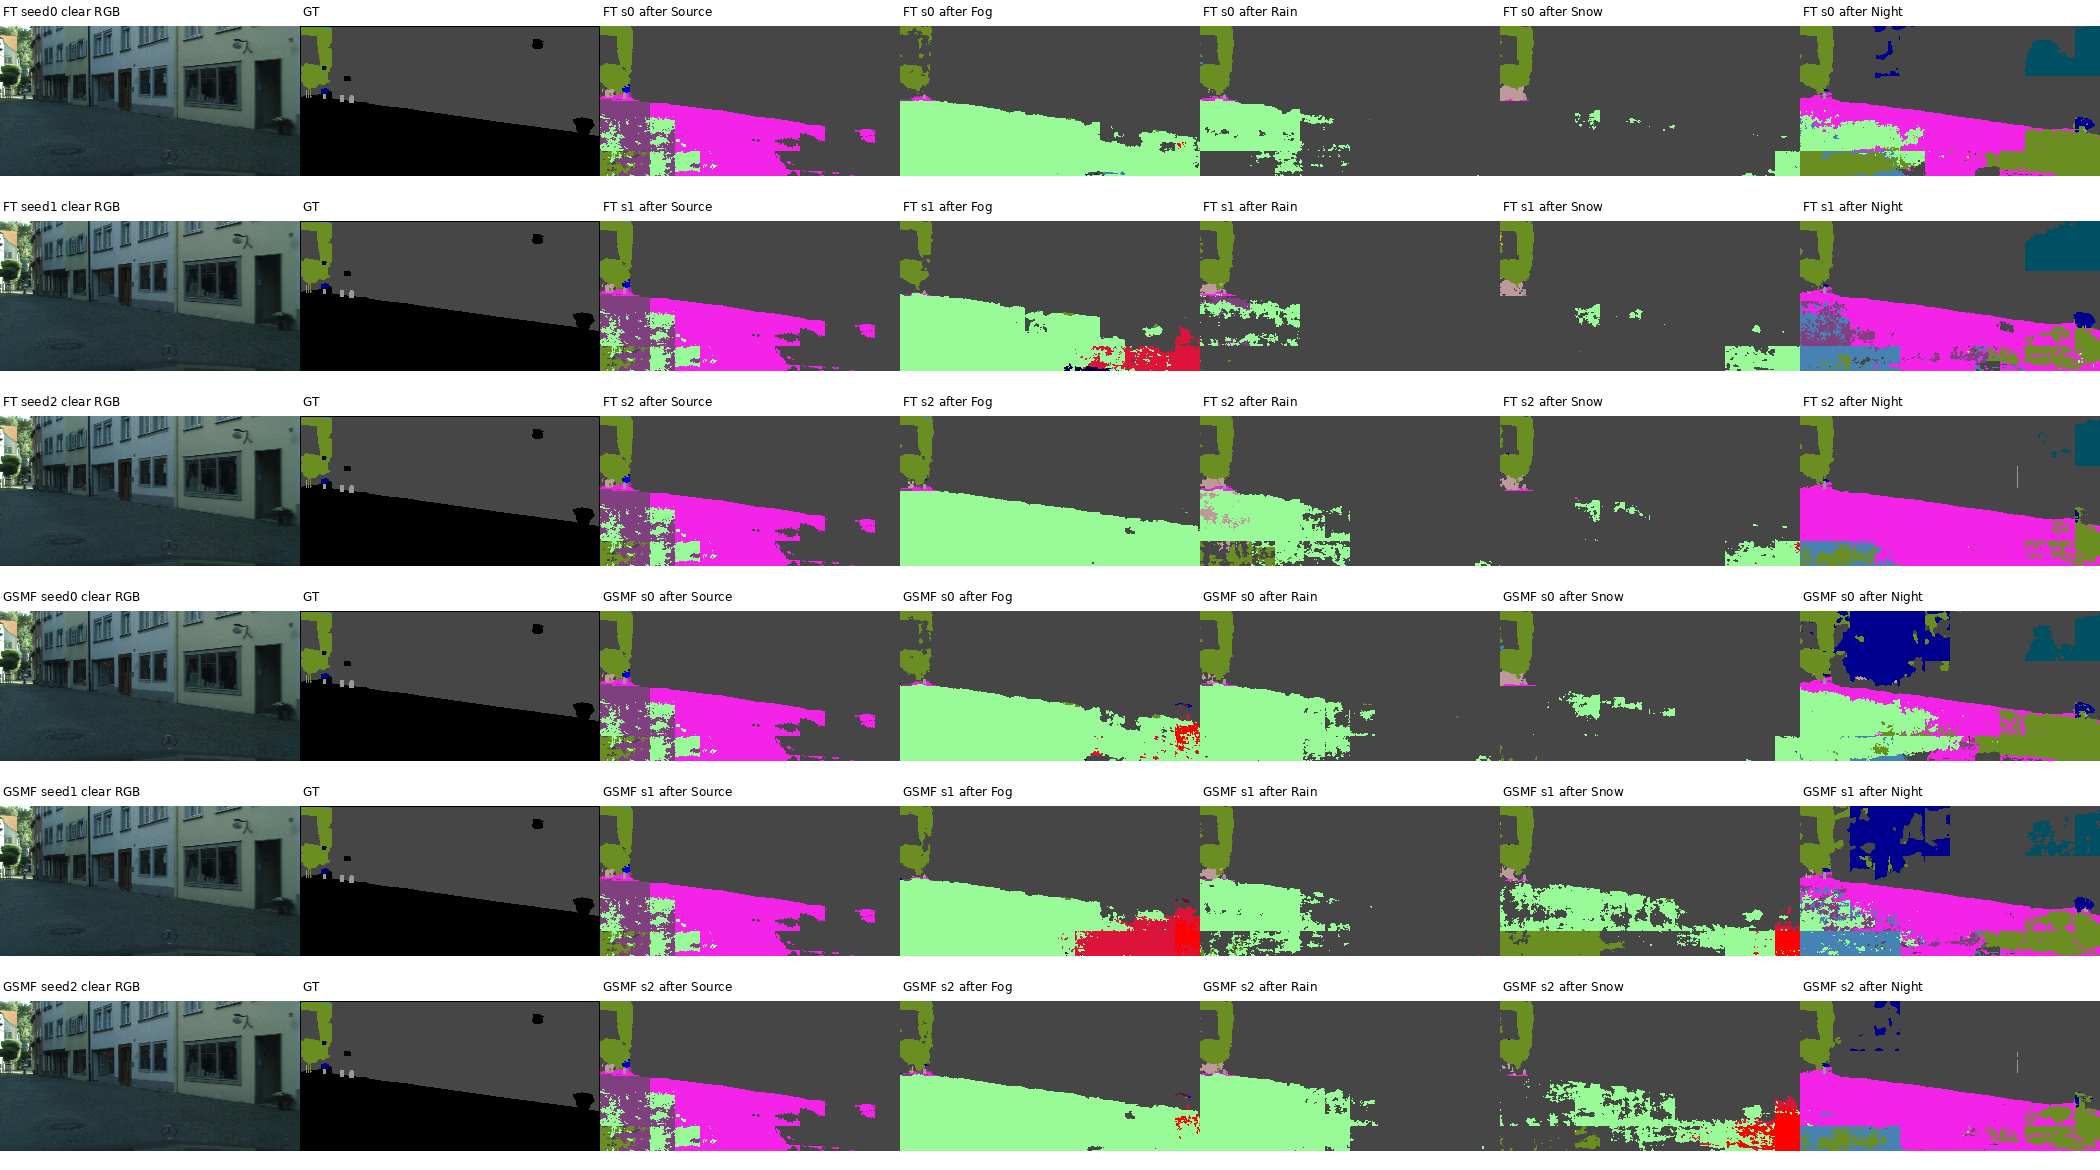 FT seed0 clear RGB GT FT s0 after Source FT s0 after Fog FT s0 after Rain FT s0 after Snow FT s0 after Night
FT seed1 clear RGB GT FT s1 after Source FT s1 after Fog FT s1 after Rain FT s1 after Snow FT s1 after Night
FT seed2 clear RGB GT FT s2 after Source FT s2 after Fog FT s2 after Rain FT s2 after Snow FT s2 after Night
GSMF seed0 clear RGB GT GSMF s0 after Source GSMF s0 after Fog GSMF s0 after Rain GSMF s0 after Snow GSMF s0 after Night
GSMF seed1 clear RGB GT GSMF s1 after Source GSMF s1 after Fog GSMF s1 after Rain GSMF s1 after Snow GSMF s1 after Night
GSMF seed2 clear RGB GT GSMF s2 after Source GSMF s2 after Fog GSMF s2 after Rain GSMF s2 after Snow GSMF s2 after Night